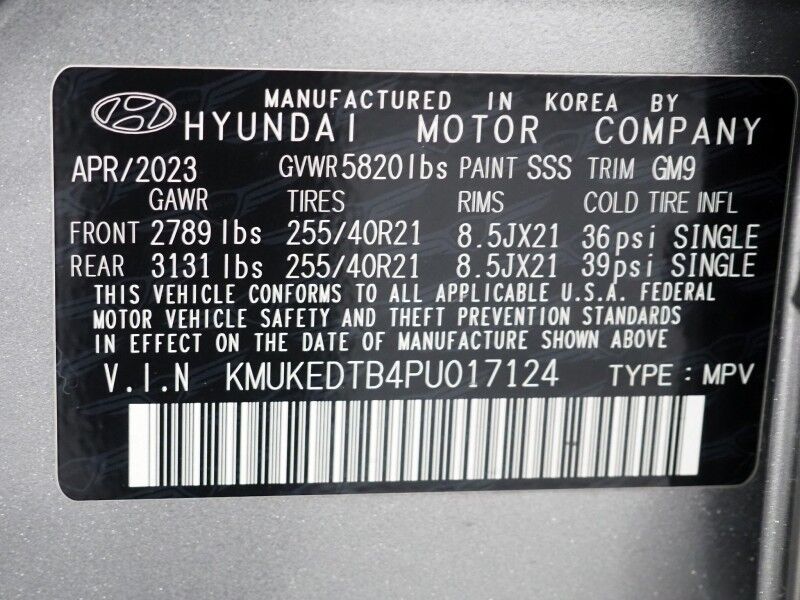 MANUFACTURED IN KOREA BY
HYUNDAI MOTOR COMPANY
APR/2023 GVWR 5820 lbs PAINT SSS TRIM GM9
GAWR TIRES RIMS COLD TIRE INFL
FRONT 2789 lbs 255/40R21 8.5JX21 36psi SINGLE
REAR 3131 lbs 255/40R21 8.5JX21 39psi SINGLE
THIS VEHICLE CONFORMS TO ALL APPLICABLE U.S.A. FEDERAL
MOTOR VEHICLE SAFETY AND THEFT PREVENTION STANDARDS
IN EFFECT ON THE DATE OF MANUFACTURE SHOWN ABOVE
V.I.N KMUKEDTB4PU017124 TYPE : MPV